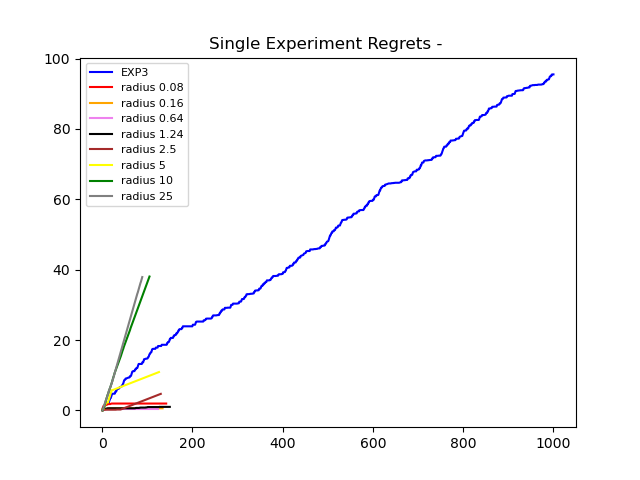 Single Experiment Regrets -
100
80
60
40
20
0
EXP3
radius 0.08
radius 0.16
radius 0.64
radius 1.24
radius 2.5
radius 5
radius 10
radius 25
0 200 400 600 800 1000